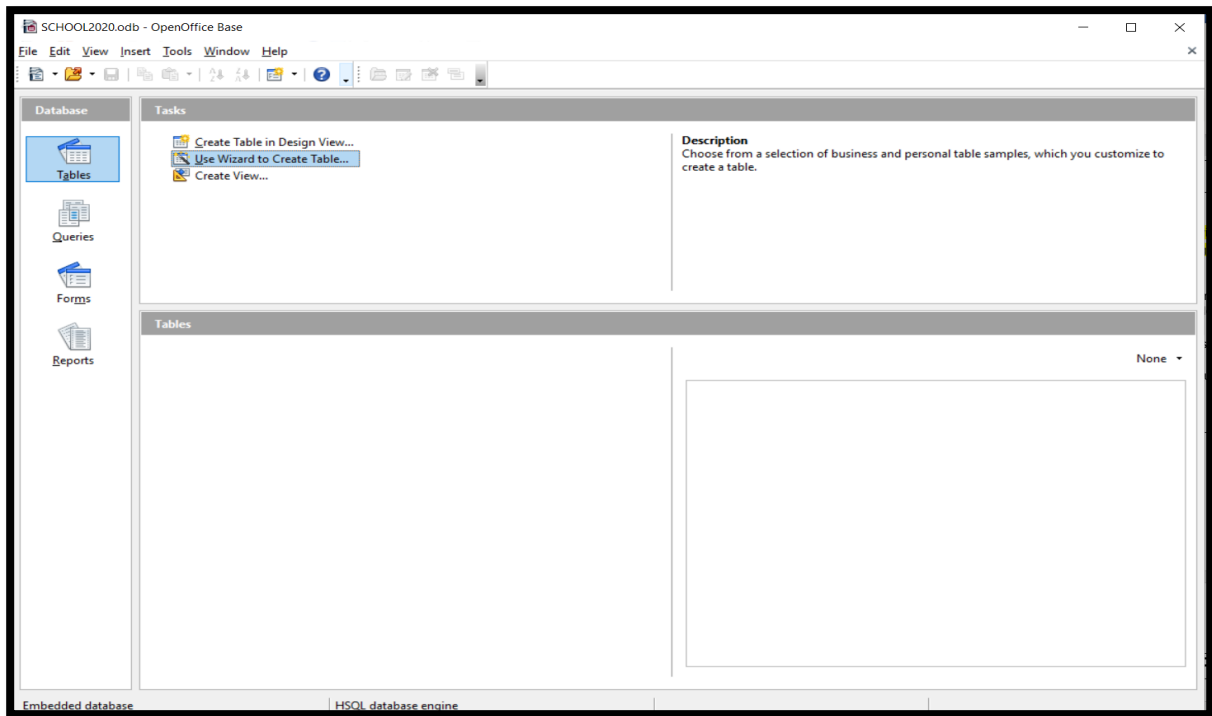 SCHOOL2020.odb - OpenOffice Base
File Edit View Insert Tools Window Help
Database
Tasks
Tables
Queries
Forms
Reports
Create Table in Design View...
Use Wizard to Create Table...
Create View...
Description
Choose from a selection of business and personal table samples, which you customize to
create a table.
Tables
None
Embedded database
HSQL database engine